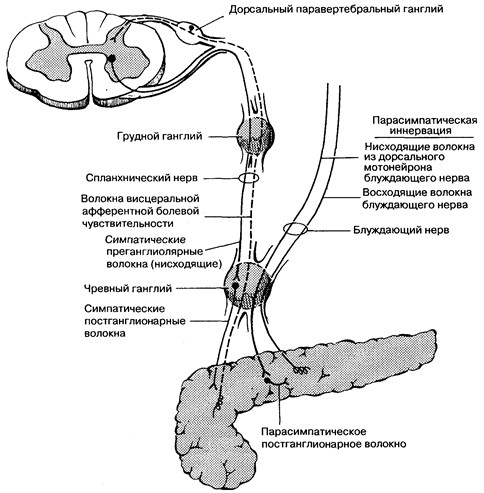 Дорсальный паравертебральный ганглий
Грудной ганглий
Спланхнический нерв
Волокна висцеральной
афферентной болевой
чувствительности
Симпатические
преганглиолярные
волокна (нисходящие)
Чревный ганглий
Симпатические
постганглионарные
волокна
Парасимпатическая
иннервация
Нисходящие волокна
из дорсального
мотонейрона
блуждающего нерва
Восходящие волокна
блуждающего нерва
Блуждающий нерв
Парасимпатическое
постганглионарное волокно